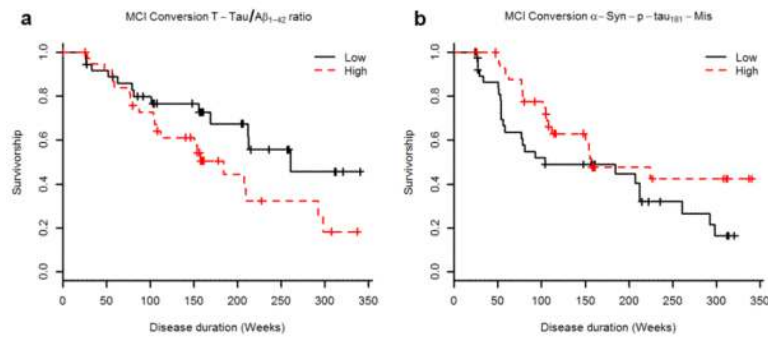 a
MCI Conversion T – Tau/Aβ1–42 ratio
Low
High
Survivorship
1.0
0.8
0.6
0.4
0.2
0.0
0 50 100 150 200 250 300 350
Disease duration (Weeks)
b
MCI Conversion α– Syn – p – tau181 – Mis
Low
High
Survivorship
1.0
0.8
0.6
0.4
0.2
0.0
0 50 100 150 200 250 300 350
Disease duration (Weeks)